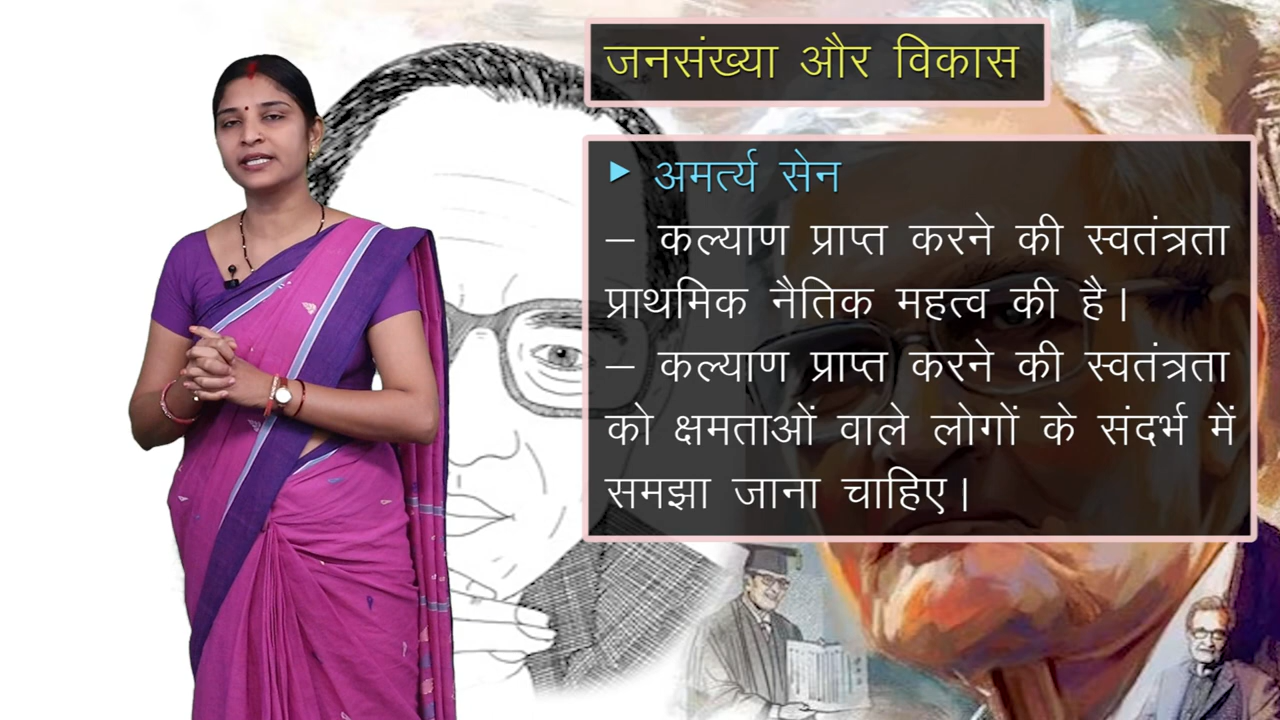 जनसंख्या और विकास
▶ अमर्त्य सेन
– कल्याण प्राप्त करने की स्वतंत्रता
प्राथमिक नैतिक महत्व की है।
– कल्याण प्राप्त करने की स्वतंत्रता
को क्षमताओं वाले लोगों के संदर्भ में
समझा जाना चाहिए।